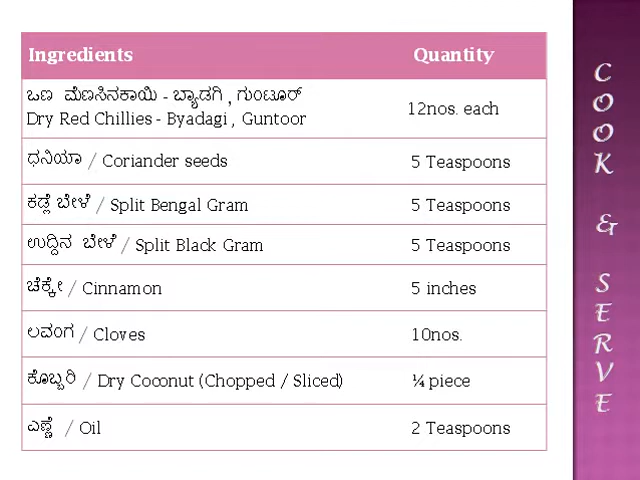 Ingredients Quantity
ಒಣ ಮೆಣಸಿನಕಾಯಿ - ಬ್ಯಾಡಗಿ , ಗುಂಟೂರ್
Dry Red Chillies - Byadagi , Guntoor 12nos. each
ಧನಿಯಾ / Coriander seeds 5 Teaspoons
ಕಡ್ಲೆ ಬೇಳೆ / Split Bengal Gram 5 Teaspoons
ಉದ್ದಿನ ಬೇಳೆ / Split Black Gram 5 Teaspoons
ಚೆಕ್ಕೇ / Cinnamon 5 inches
ಲವಂಗ / Cloves 10nos.
ಕೊಬ್ಬರಿ / Dry Coconut (Chopped / Sliced) ¼ piece
ಎಣ್ಣೆ / Oil 2 Teaspoons
COOK & SERVE